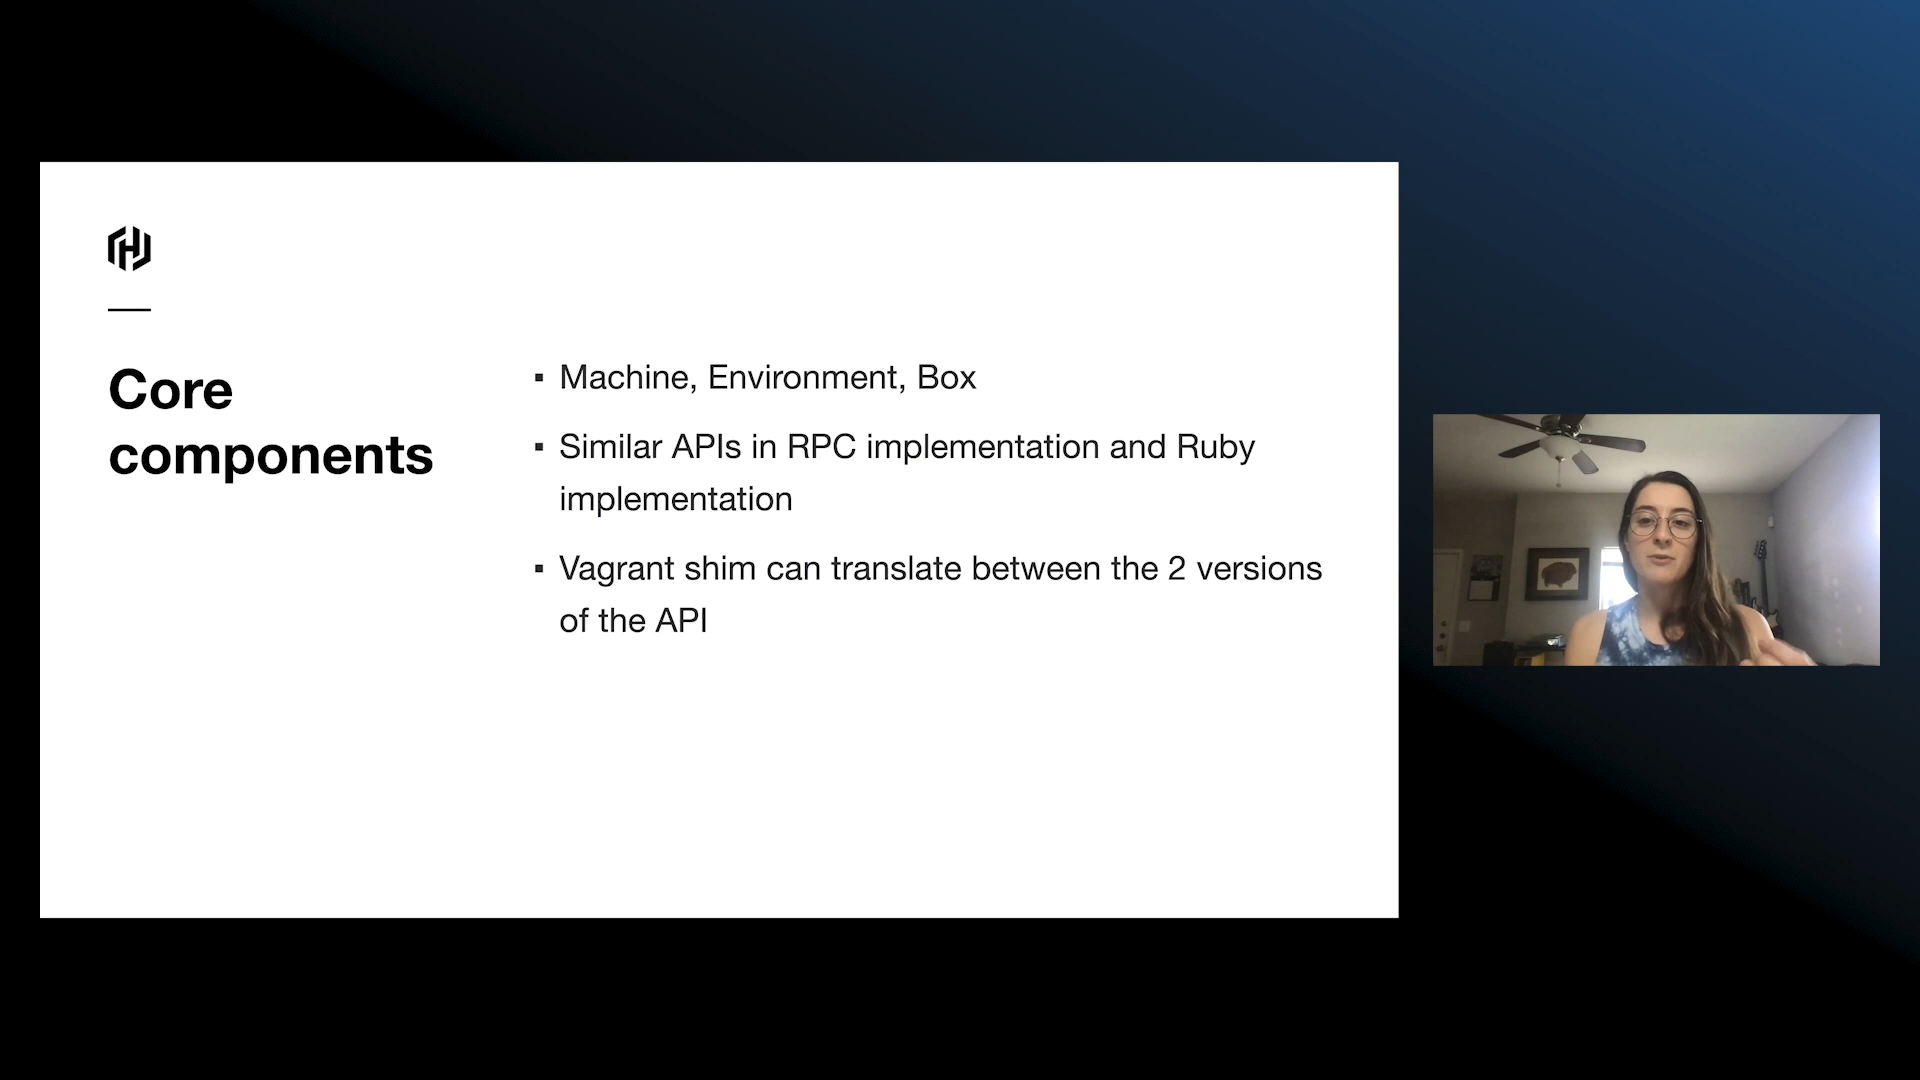 Core
components
▪ Machine, Environment, Box
▪ Similar APIs in RPC implementation and Ruby
implementation
▪ Vagrant shim can translate between the 2 versions
of the API